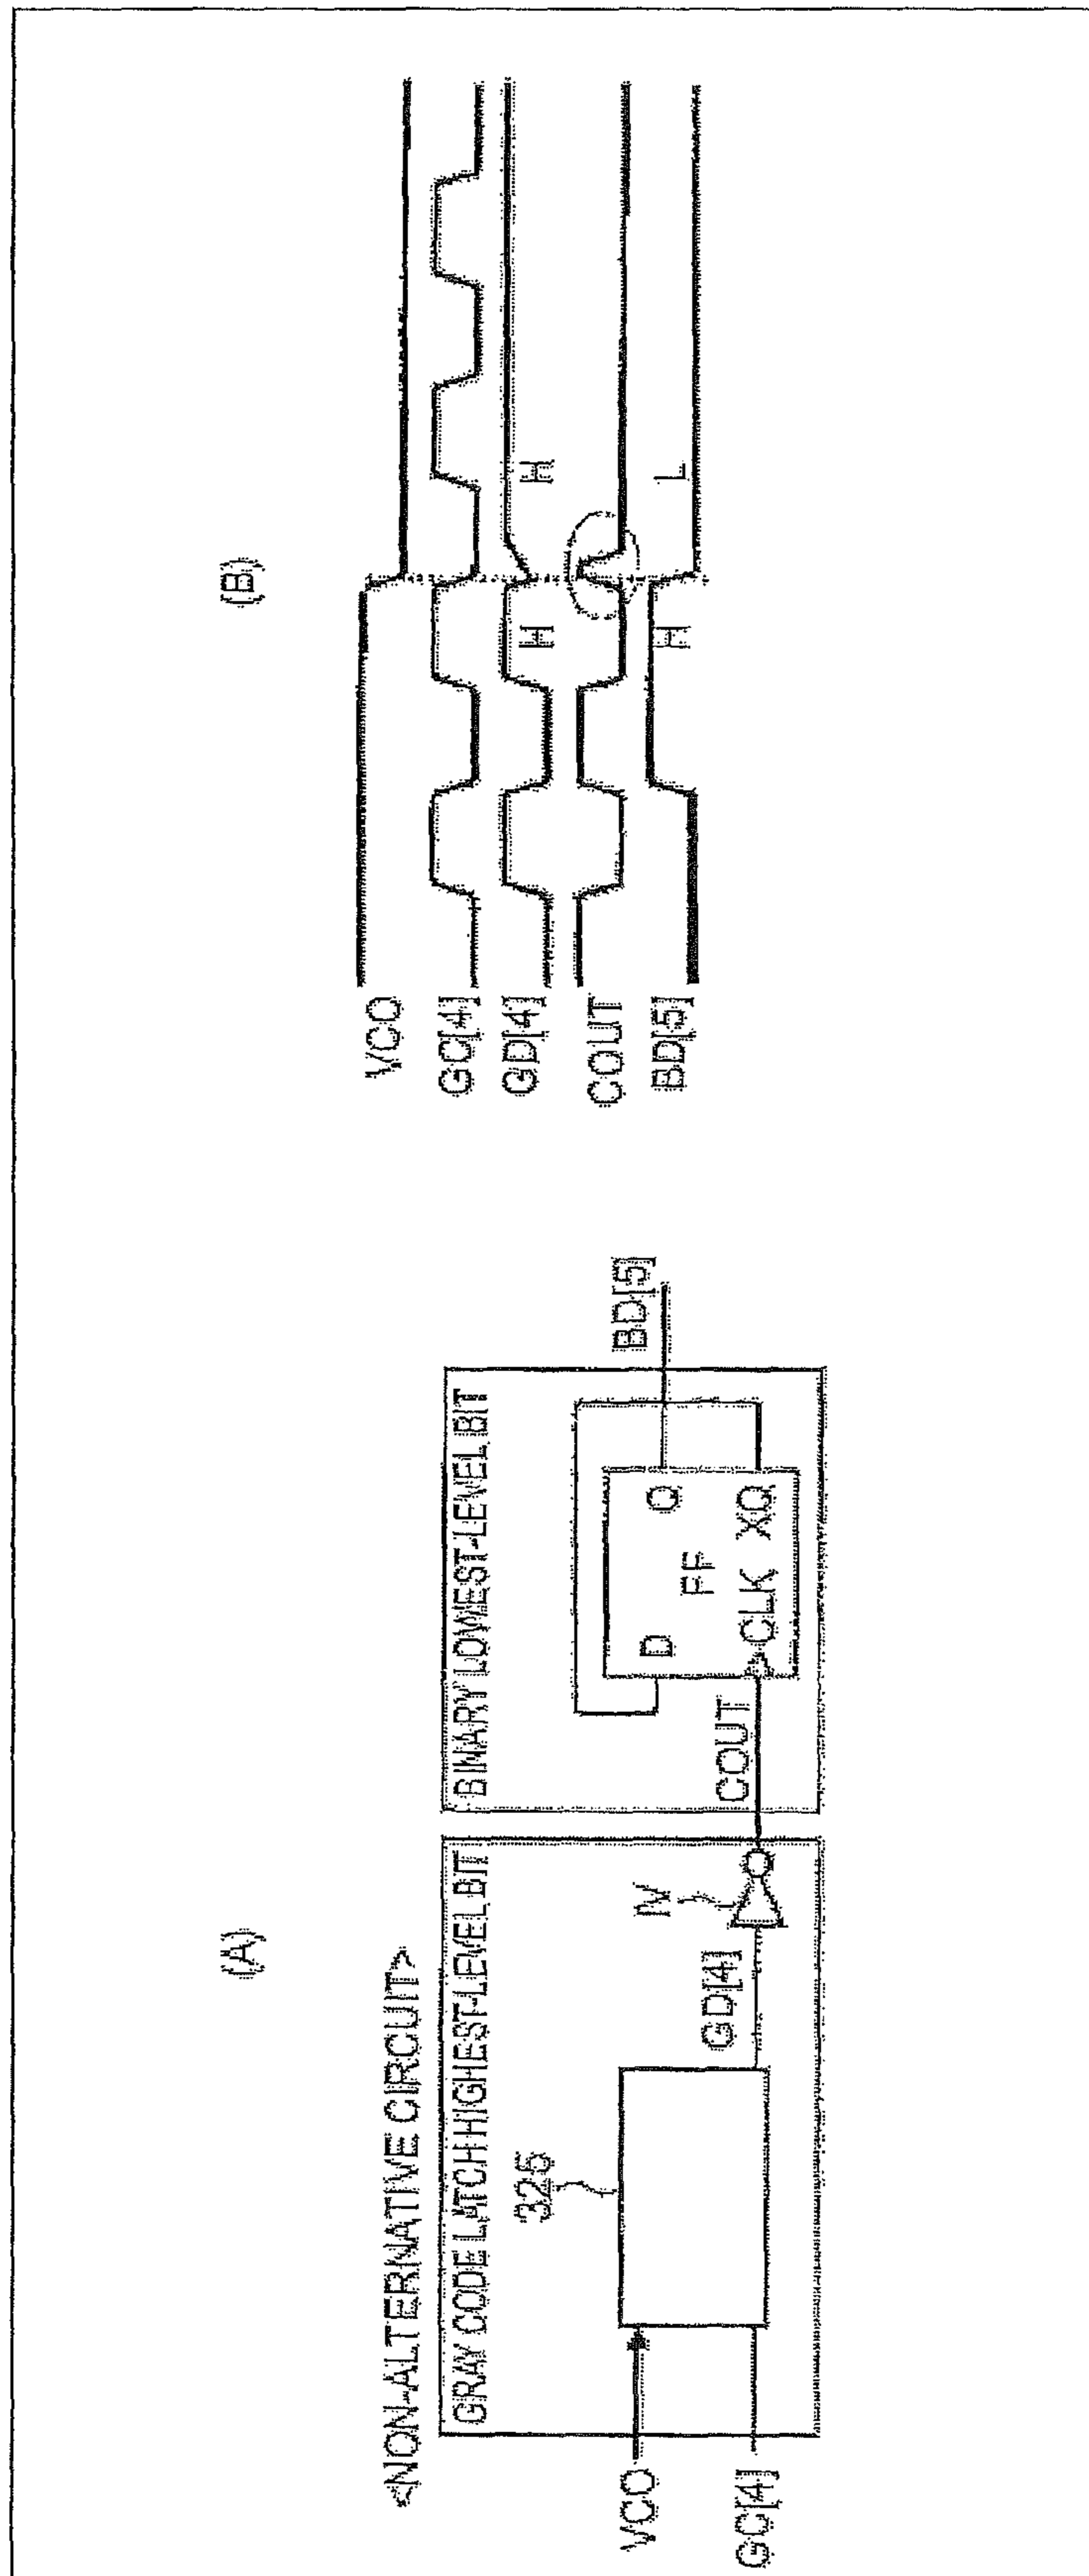 (A)
<NON-ALTERNATIVE CIRCUIT>
GRAY CODE LATCH HIGHEST-LEVEL BIT
326
VCO
GC[4]
GD[4]
IV
COUT
BINARY LOWEST-LEVEL BIT
D
Q
FF
CLK
XQ
BD[5]
(B)
VCO
GC[4]
GD[4]
H
H
COUT
BD[5]
H
L